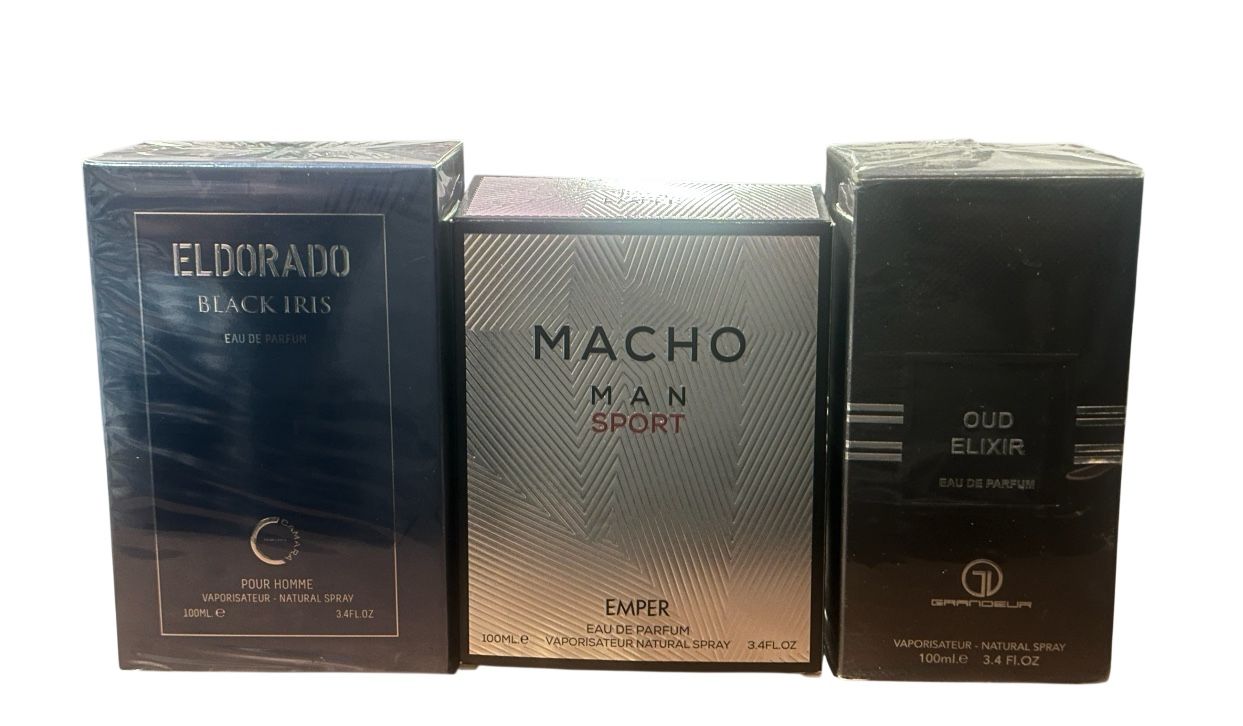 ELDORADO
BLACK IRIS
EAU DE PARFUM
CAMARA
POUR HOMME
VAPORISATEUR - NATURAL SPRAY
100ML.e 3.4FL.OZ
MACHO
MAN
SPORT
EMPER
EAU DE PARFUM
100ML.e VAPORISATEUR NATURAL SPRAY 3.4FL.OZ
OUD
ELIXIR
EAU DE PARFUM
GRANDEUR
VAPORISATEUR - NATURAL SPRAY
100ml.e 3.4 Fl.OZ